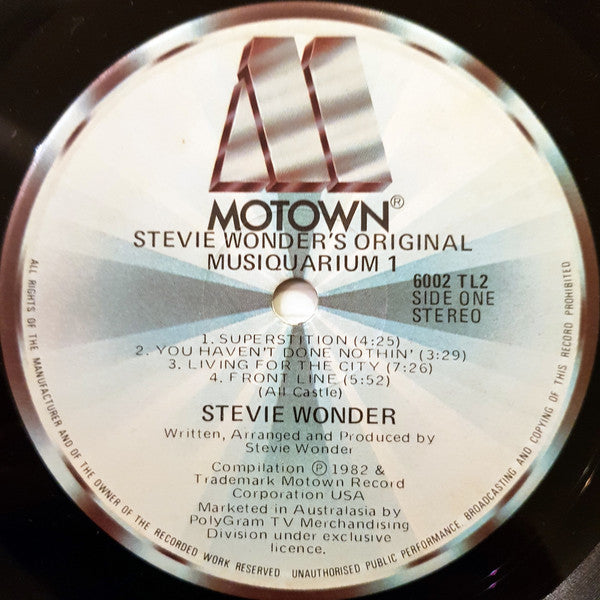 MOTOWN®
STEVIE WONDER'S ORIGINAL
MUSIQUARIUM 1
6002 TL2
SIDE ONE
STEREO
1. SUPERSTITION (4:25)
2. YOU HAVEN'T DONE NOTHIN' (3:29)
3. LIVING FOR THE CITY (7:26)
4. FRONT LINE (5:52)
(All Castle)
STEVIE WONDER
Written, Arranged and Produced by
Stevie Wonder
Compilation Ⓟ 1982 &
Trademark Motown Record
Corporation USA
Marketed in Australasia by
PolyGram TV Merchandising
Division under exclusive
licence.
ALL RIGHTS OF THE MANUFACTURER AND OF THE OWNER OF THE RECORDED WORK RESERVED UNAUTHORISED PUBLIC PERFORMANCE, BROADCASTING AND COPYING OF THIS RECORD PROHIBITED